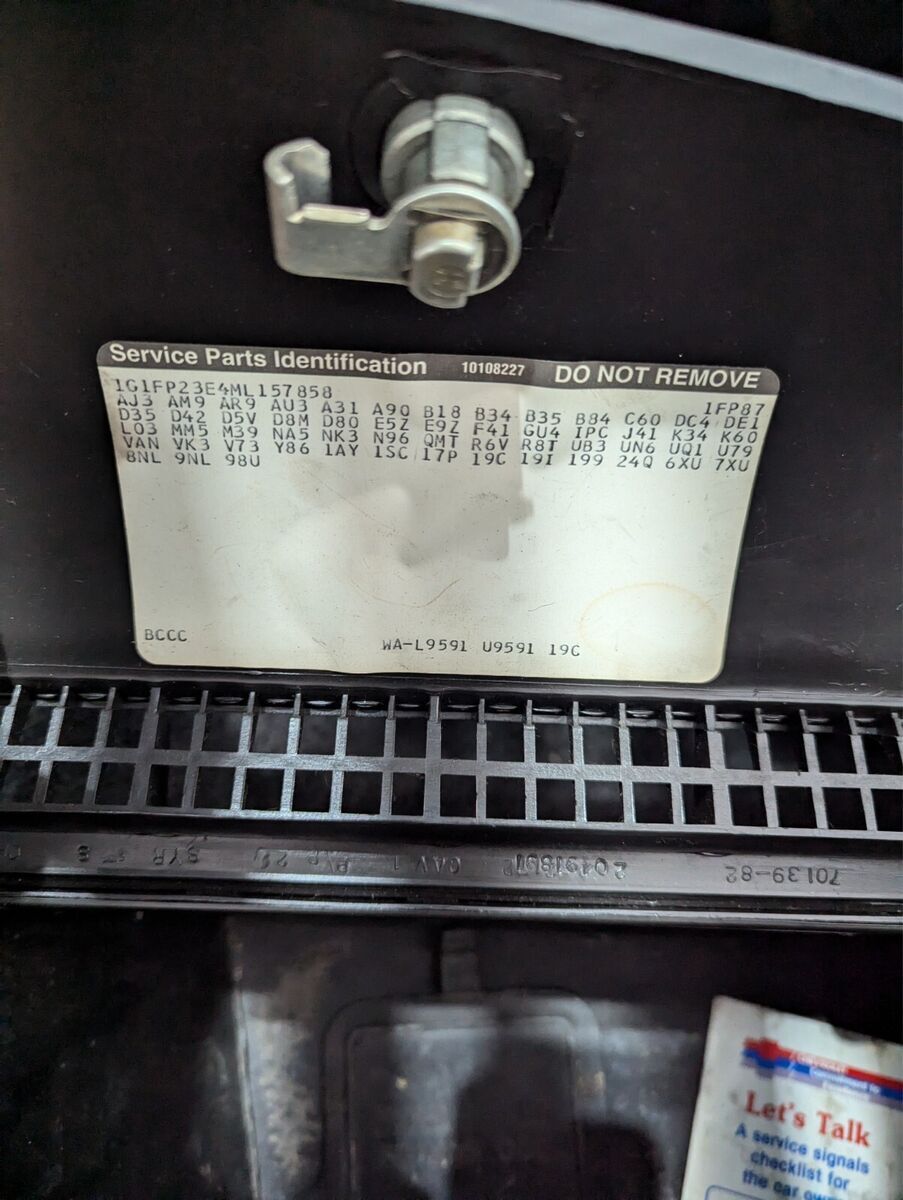 Service Parts Identification 10108227 DO NOT REMOVE
1G1FP23E4ML157858 1FP87
AJ3 AM9 AR9 AU3 A31 A90 B18 B34 B35 B84 C60 DC4 DE1
D35 D42 D5V D8M D80 E5Z E9Z F41 GU4 IPC J41 K34 K60
L03 MM5 M39 NA5 NK3 N96 QMT R6V R8T UB3 UN6 UQ1 U79
VAN VK3 V73 Y86 1AY 1SC 17P 19C 19I 199 24Q 6XU 7XU
8NL 9NL 98U
BCCC WA-L9591 U9591 19C
70139-82
Let's Talk
A service signals
checklist for
the car